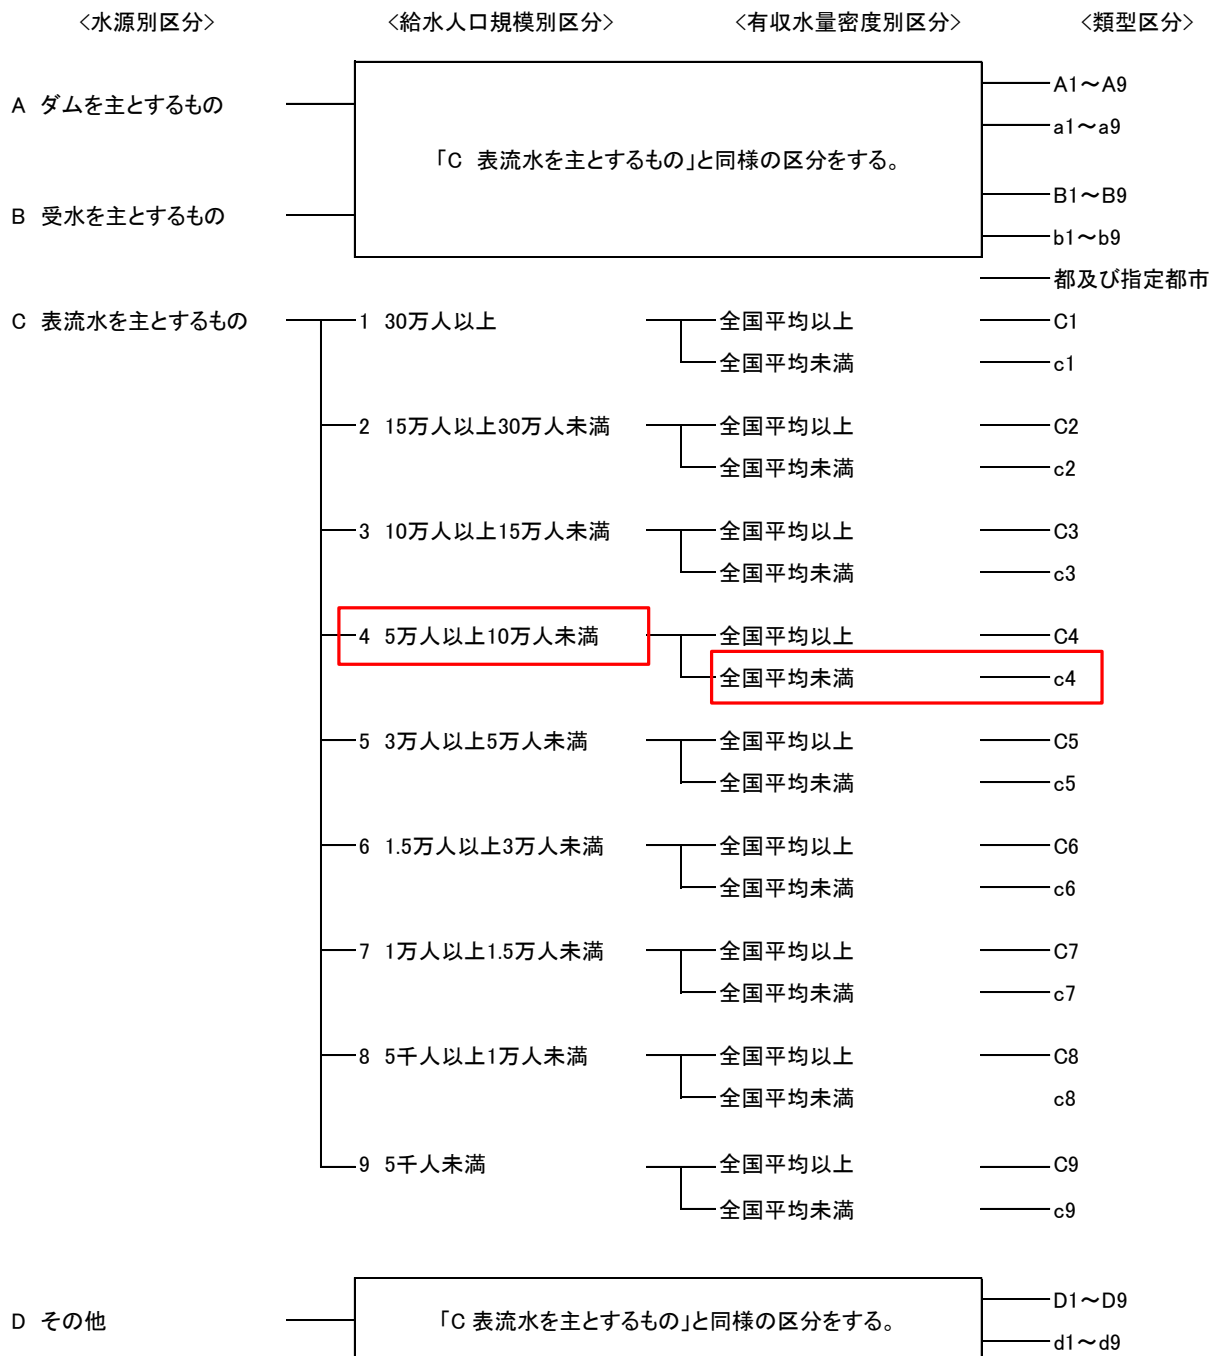 <水源別区分> <給水人口規模別区分> <有収水量密度別区分> <類型区分>
A1～A9
A ダムを主とするもの
a1～a9
「C 表流水を主とするもの」と同様の区分をする。
B1～B9
B 受水を主とするもの
b1～b9
都及び指定都市
C 表流水を主とするもの 1 30万人以上 全国平均以上 C1
全国平均未満 c1
2 15万人以上30万人未満 全国平均以上 C2
全国平均未満 c2
3 10万人以上15万人未満 全国平均以上 C3
全国平均未満 c3
4 5万人以上10万人未満 全国平均以上 C4
全国平均未満 c4
5 3万人以上5万人未満 全国平均以上 C5
全国平均未満 c5
6 1.5万人以上3万人未満 全国平均以上 C6
全国平均未満 c6
7 1万人以上1.5万人未満 全国平均以上 C7
全国平均未満 c7
8 5千人以上1万人未満 全国平均以上 C8
全国平均未満 c8
9 5千人未満 全国平均以上 C9
全国平均未満 c9
D1～D9
D その他 「C 表流水を主とするもの」と同様の区分をする。
d1～d9